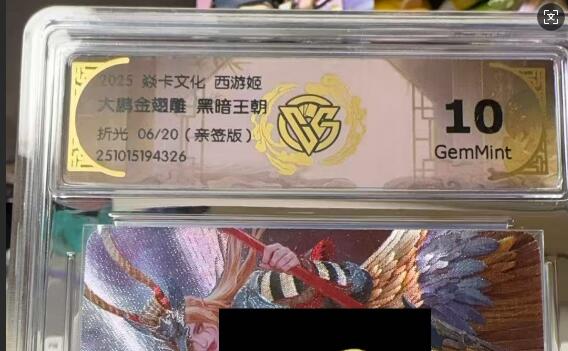 2025 焱卡文化 西游姬
大鹏金翅雕 黑暗王朝
折光 06/20（亲签版）
251015194326
10
GemMint